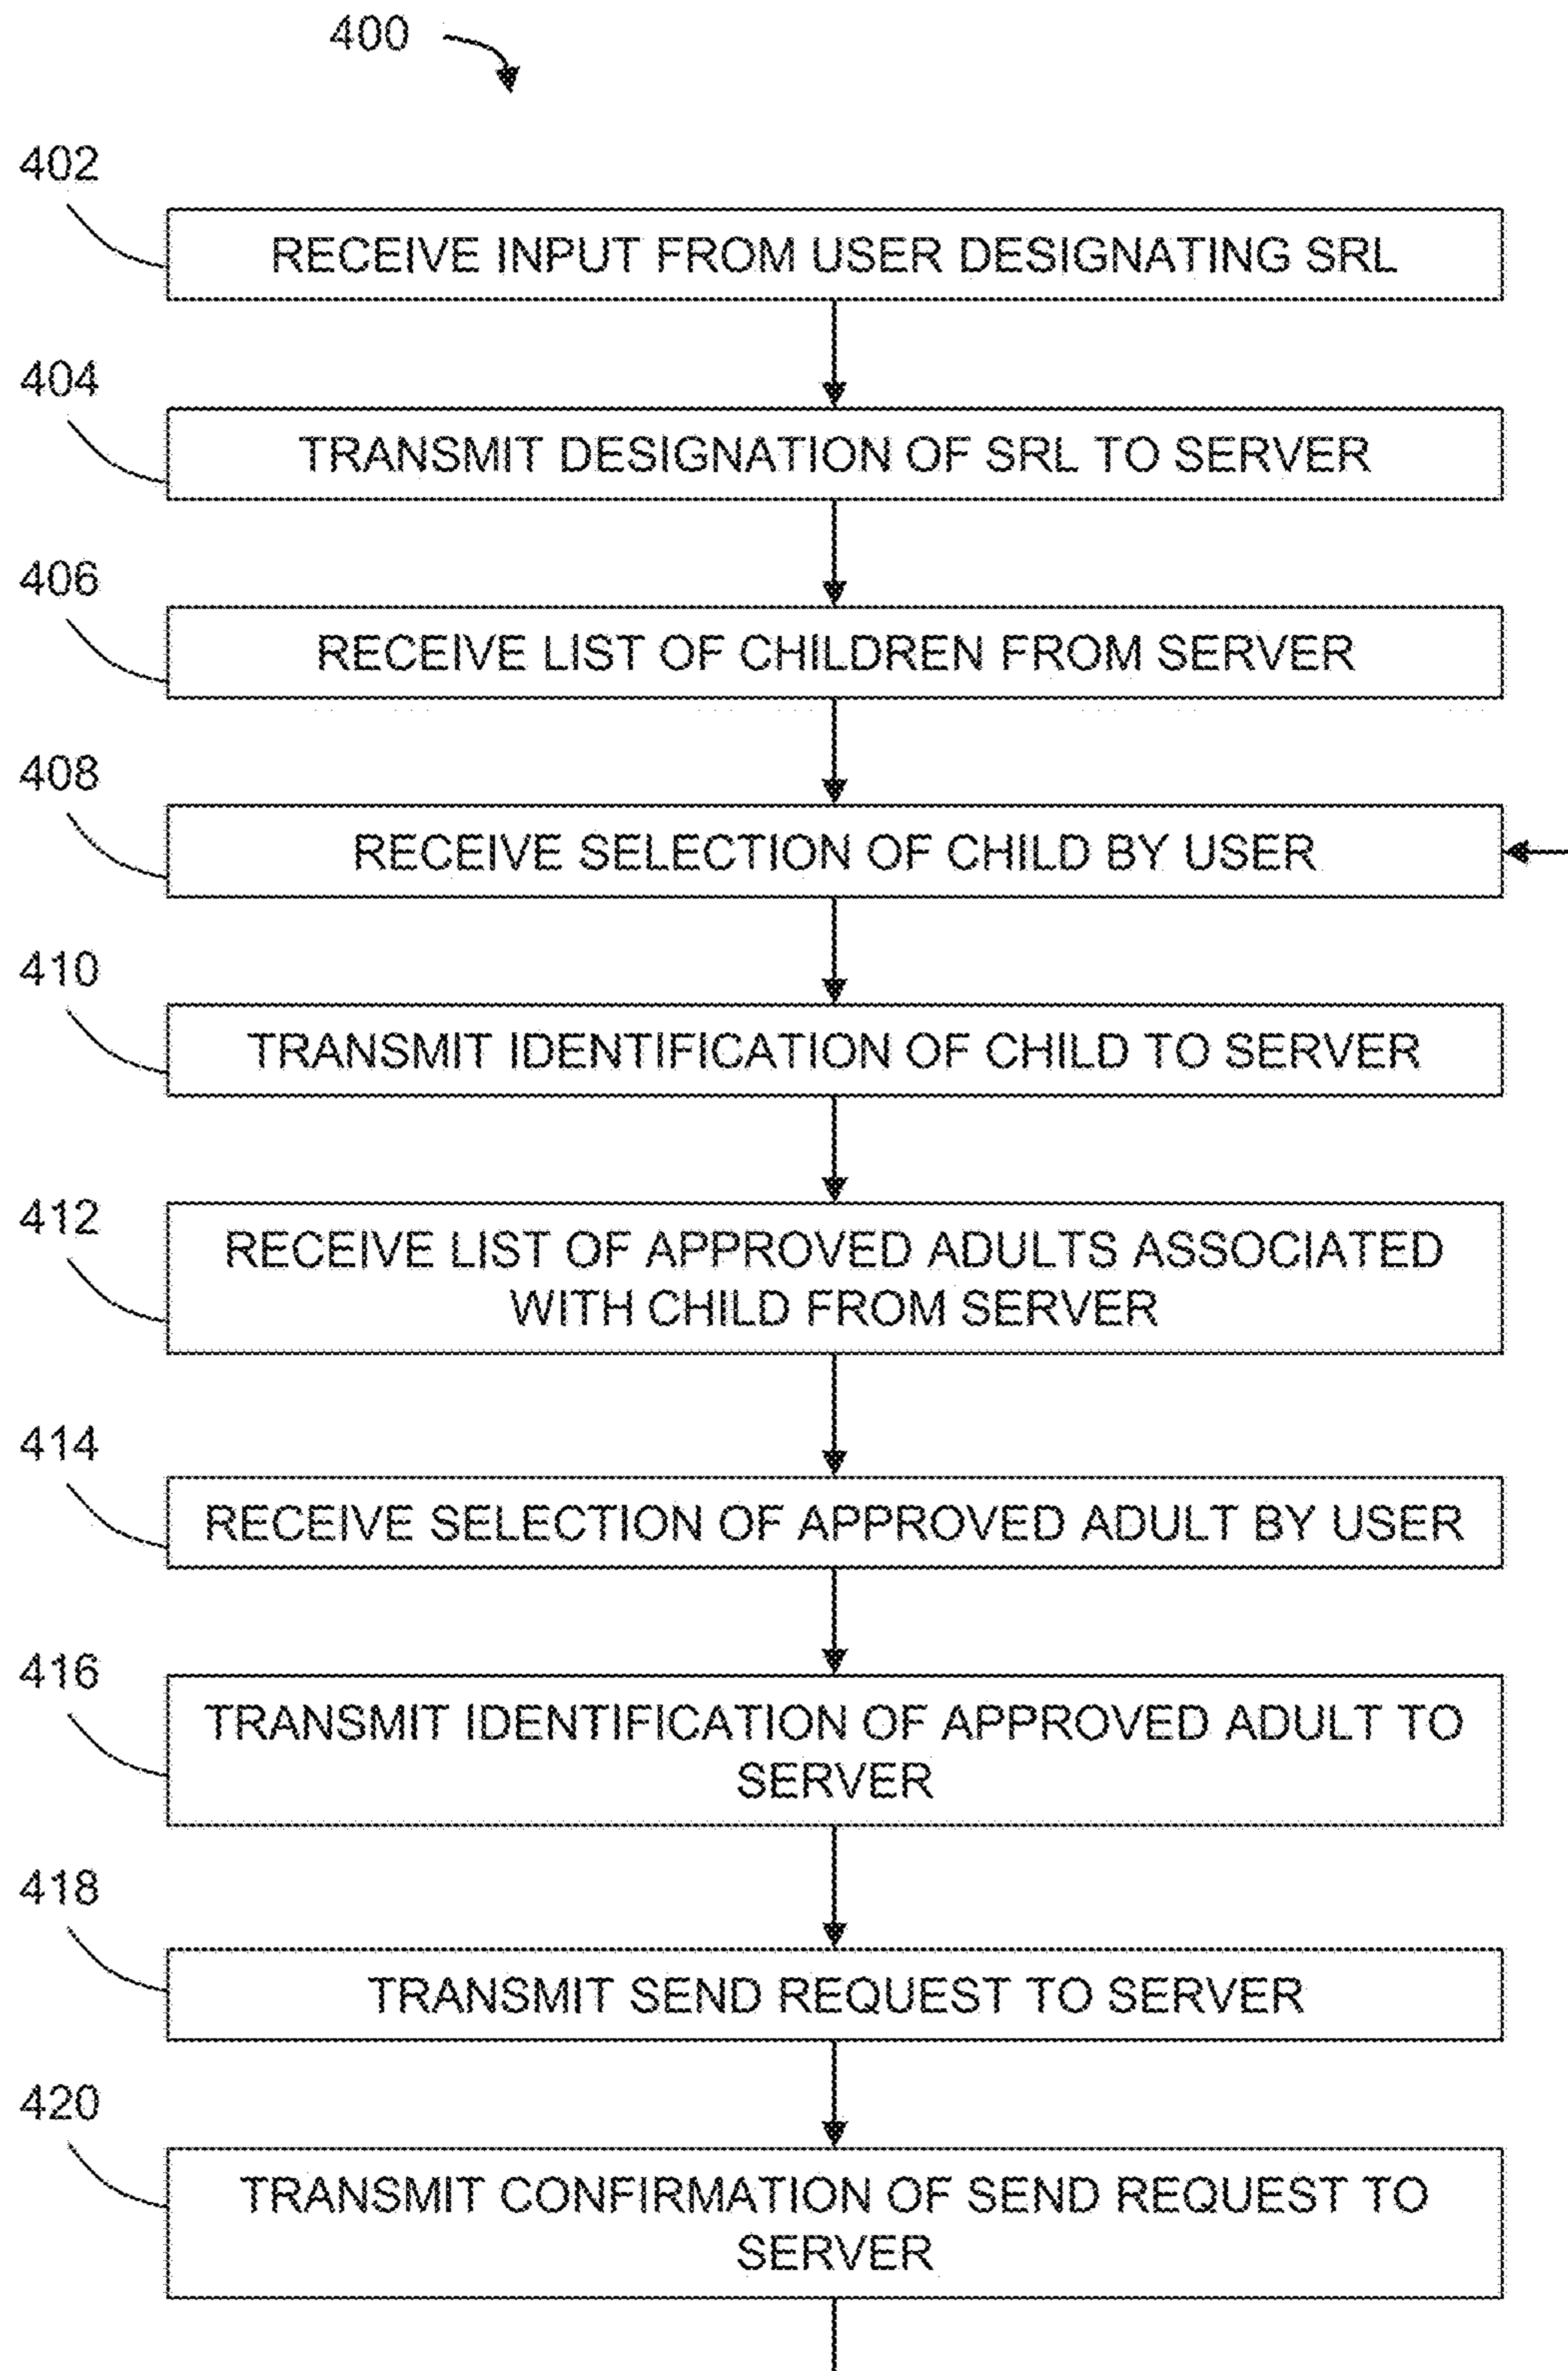 400
402
RECEIVE INPUT FROM USER DESIGNATING SRL
404
TRANSMIT DESIGNATION OF SRL TO SERVER
406
RECEIVE LIST OF CHILDREN FROM SERVER
408
RECEIVE SELECTION OF CHILD BY USER
410
TRANSMIT IDENTIFICATION OF CHILD TO SERVER
412
RECEIVE LIST OF APPROVED ADULTS ASSOCIATED
WITH CHILD FROM SERVER
414
RECEIVE SELECTION OF APPROVED ADULT BY USER
416
TRANSMIT IDENTIFICATION OF APPROVED ADULT TO
SERVER
418
TRANSMIT SEND REQUEST TO SERVER
420
TRANSMIT CONFIRMATION OF SEND REQUEST TO
SERVER